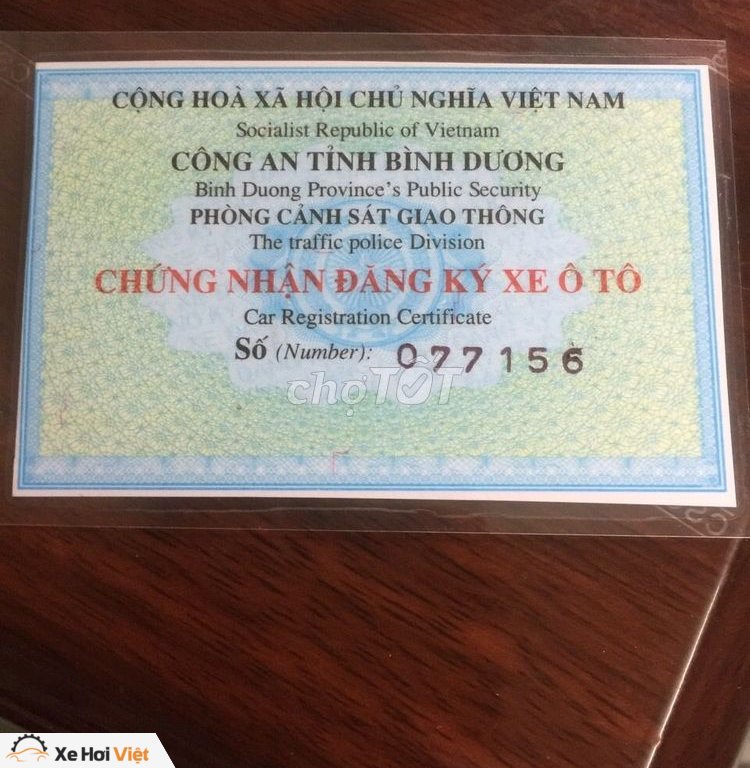 CỘNG HOÀ XÃ HỘI CHỦ NGHĨA VIỆT NAM
Socialist Republic of Vietnam
CÔNG AN TỈNH BÌNH DƯƠNG
Binh Duong Province's Public Security
PHÒNG CẢNH SÁT GIAO THÔNG
The traffic police Division
CHỨNG NHẬN ĐĂNG KÝ XE Ô TÔ
Car Registration Certificate
Số (Number): 077156
chợTỐT
Xe Hơi Việt